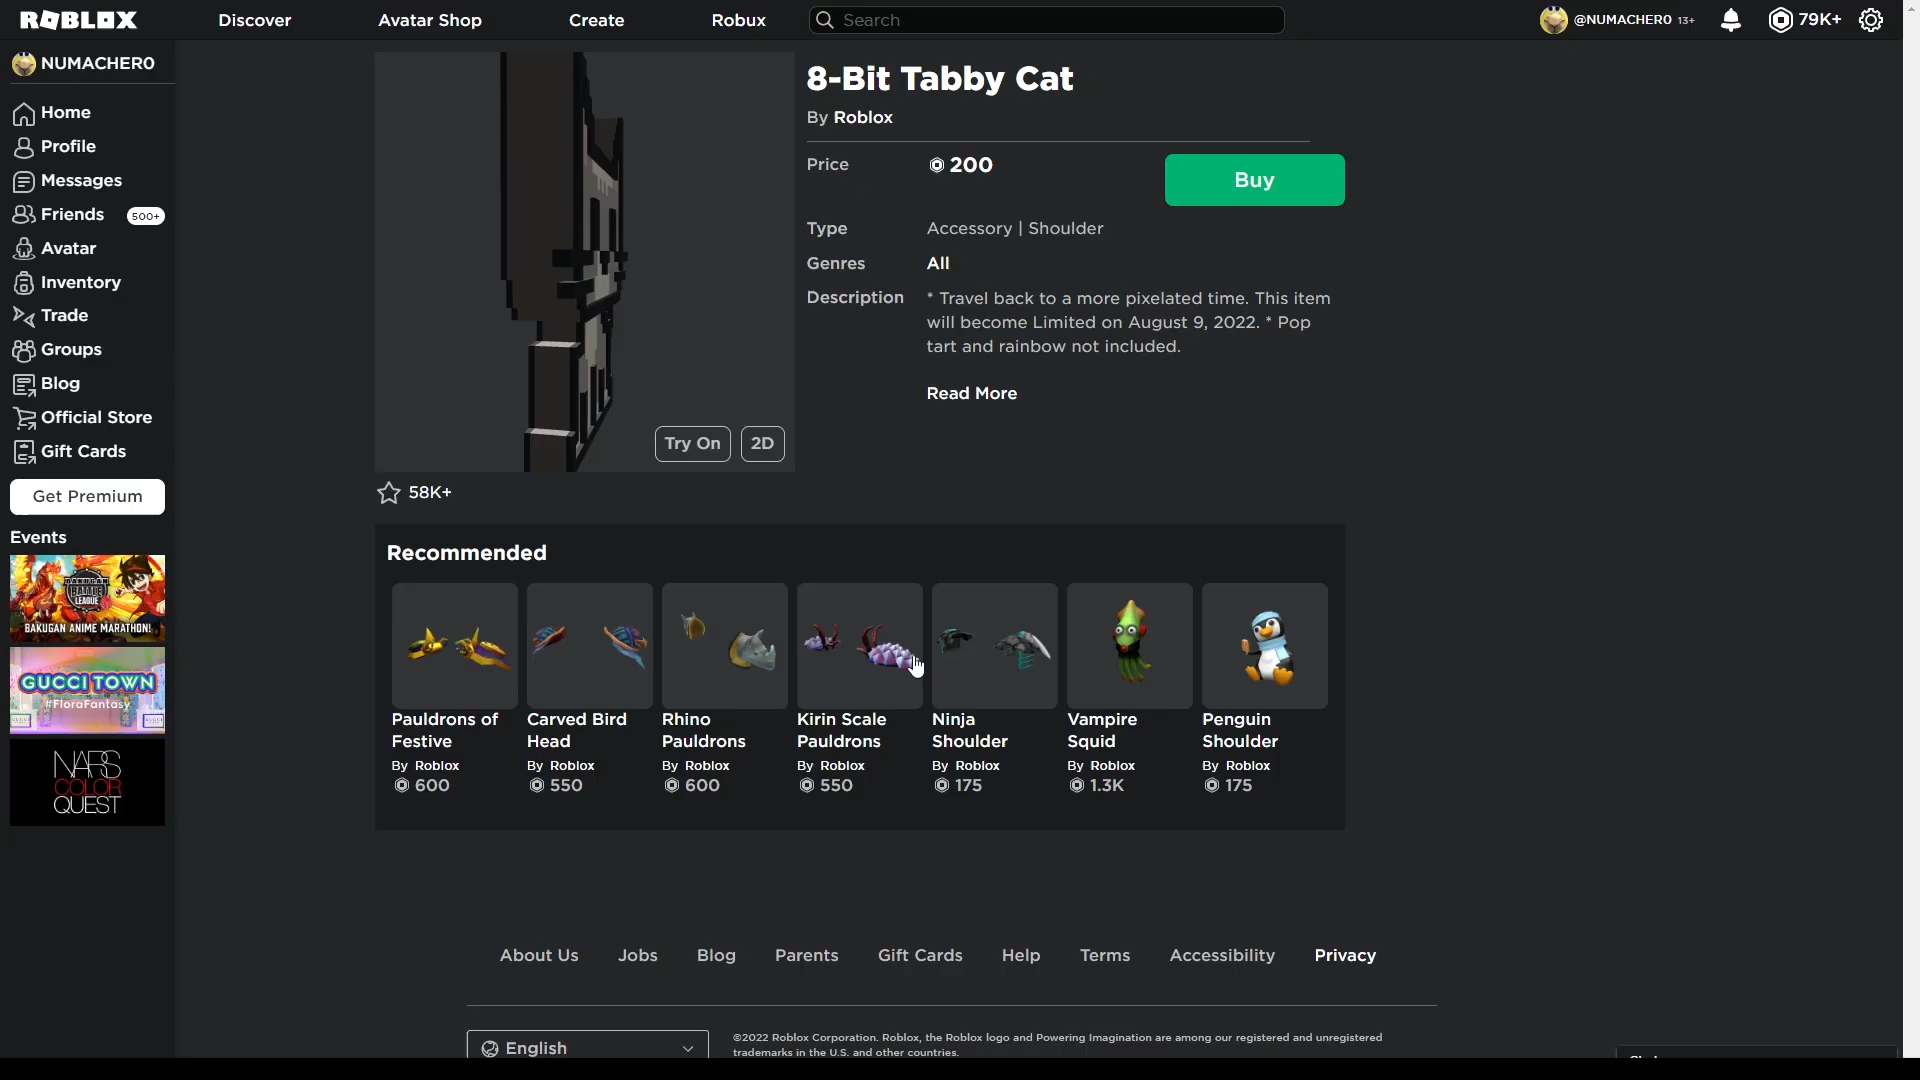 ROBLOX
Discover
Avatar Shop
Create
Robux
Search
@NUMACHER0 13+
79K+
NUMACHER0
Home
Profile
Messages
Friends
500+
Avatar
Inventory
Trade
Groups
Blog
Official Store
Gift Cards
Get Premium
Events
BAKUGAN
BATTLE
LEAGUE
BAKUGAN ANIME MARATHON!
GUCCI TOWN
#FloraFantasy
NARS
COLOR
QUEST
8-Bit Tabby Cat
By Roblox
Price
200
Buy
Type
Accessory | Shoulder
Genres
All
Description
* Travel back to a more pixelated time. This item
will become Limited on August 9, 2022. * Pop
tart and rainbow not included.
Read More
Try On
2D
58K+
Recommended
Pauldrons of
Festive
By Roblox
600
Carved Bird
Head
By Roblox
550
Rhino
Pauldrons
By Roblox
600
Kirin Scale
Pauldrons
By Roblox
550
Ninja
Shoulder
By Roblox
175
Vampire
Squid
By Roblox
1.3K
Penguin
Shoulder
By Roblox
175
About Us
Jobs
Blog
Parents
Gift Cards
Help
Terms
Accessibility
Privacy
English
©2022 Roblox Corporation. Roblox, the Roblox logo and Powering Imagination are among our registered and unregistered
trademarks in the U.S. and other countries.